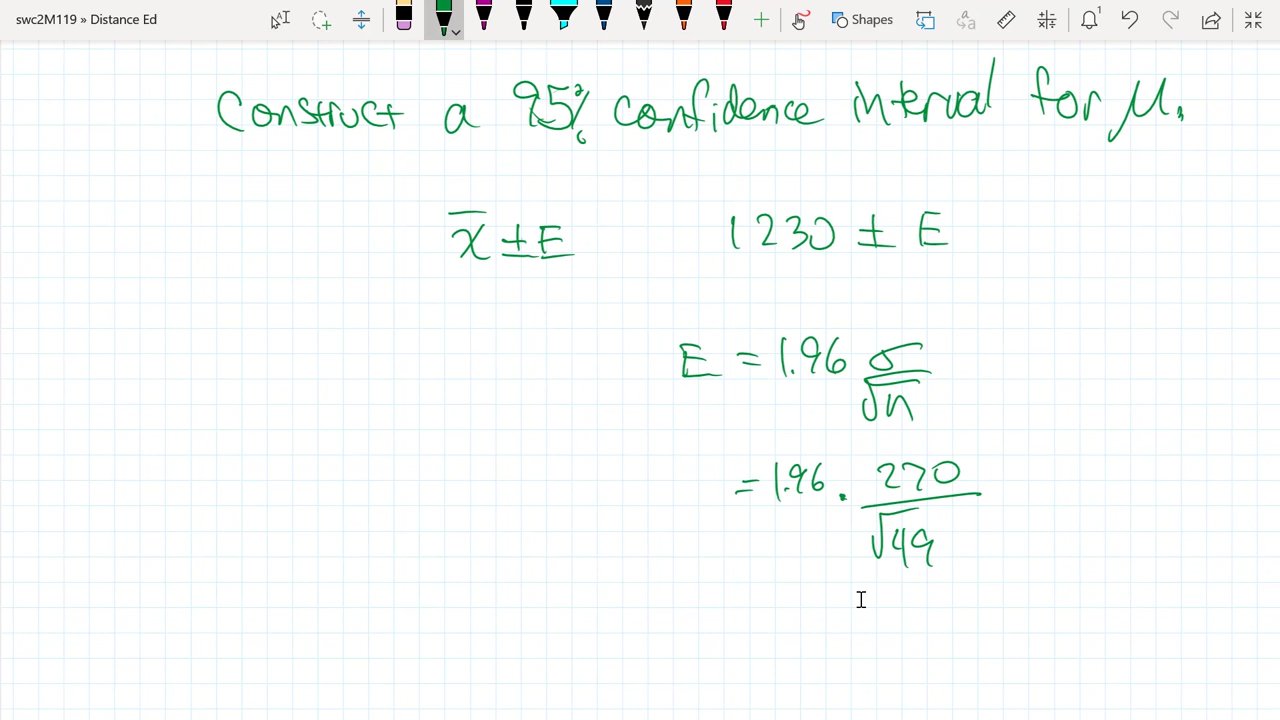 swc2M119 » Distance Ed
Shapes
Construct a 95% confidence interval for μ.
x̄ ± E    1230 ± E
E = 1.96 σ/√n
= 1.96 · 270/√49